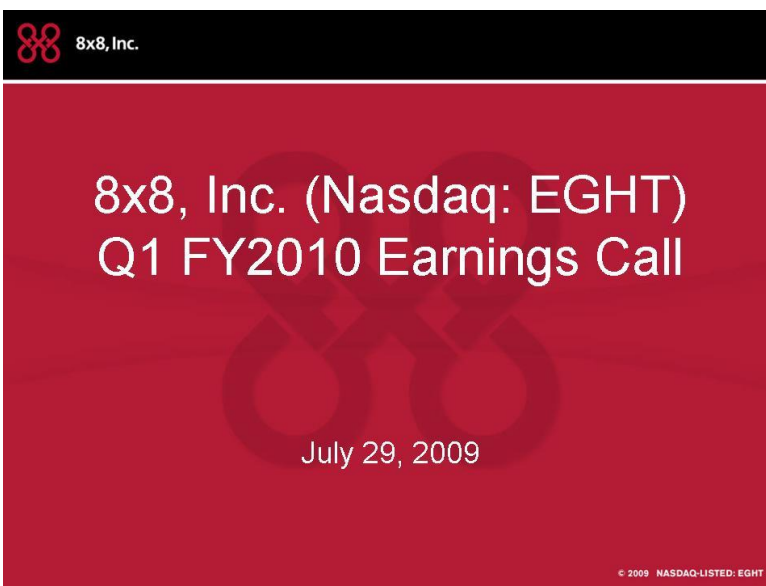 8x8, Inc.
8x8, Inc. (Nasdaq: EGHT)
Q1 FY2010 Earnings Call
July 29, 2009
© 2009 NASDAQ-LISTED: EGHT